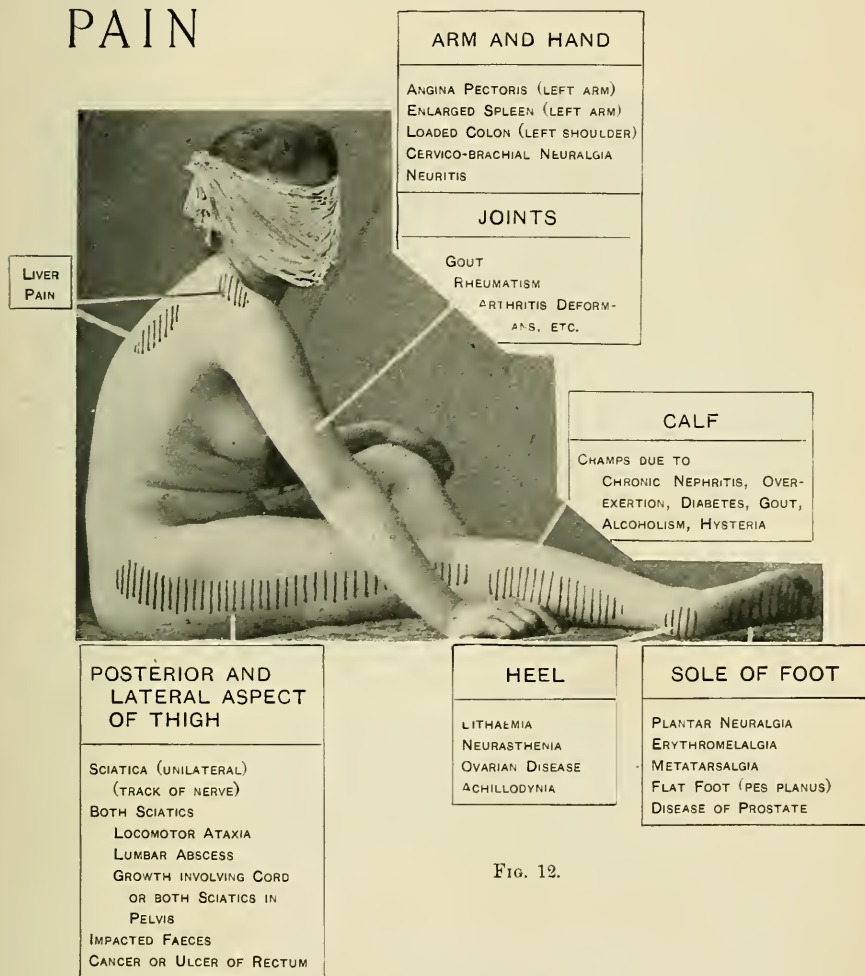 PAIN
ARM AND HAND
ANGINA PECTORIS (LEFT ARM)
ENLARGED SPLEEN (LEFT ARM)
LOADED COLON (LEFT SHOULDER)
CERVICO-BRACHIAL NEURALGIA
NEURITIS
JOINTS
GOUT
RHEUMATISM
ARTHRITIS DEFORM-
ANS, ETC.
LIVER
PAIN
CALF
CHAMPS DUE TO
CHRONIC NEPHRITIS, OVER-
EXERTION, DIABETES, GOUT,
ALCOHOLISM, HYSTERIA
POSTERIOR AND
LATERAL ASPECT
OF THIGH
SCIATICA (UNILATERAL)
(TRACK OF NERVE)
BOTH SCIATICS
LOCOMOTOR ATAXIA
LUMBAR ABSCESS
GROWTH INVOLVING CORD
OR BOTH SCIATICS IN
PELVIS
IMPACTED FAECES
CANCER OR ULCER OF RECTUM
HEEL
LITHAEMIA
NEURASTHENIA
OVARIAN DISEASE
ACHILLODYNIA
SOLE OF FOOT
PLANTAR NEURALGIA
ERYTHROMELALGIA
METATARSALGIA
FLAT FOOT (PES PLANUS)
DISEASE OF PROSTATE
FIG. 12.